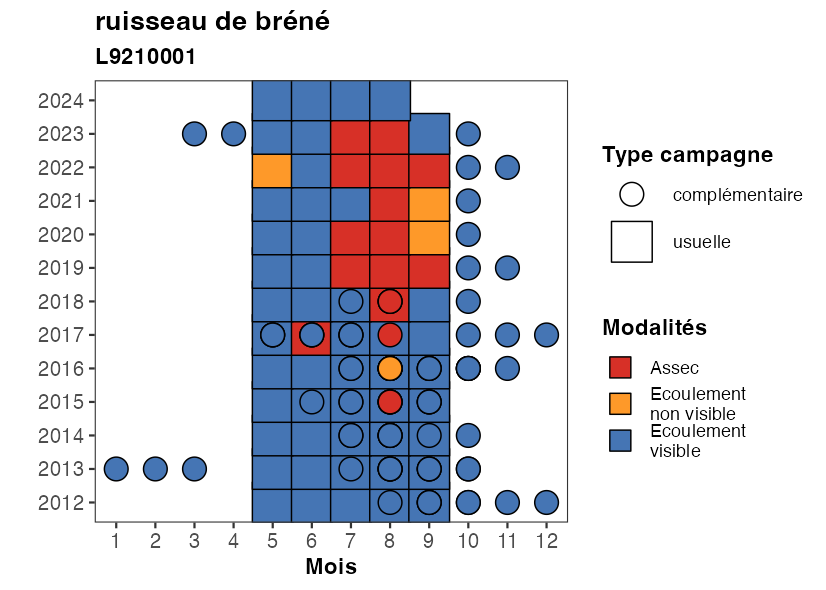 ruisseau de bréné
L9210001
2024
2023
2022
2021
2020
2019
2018
2017
2016
2015
2014
2013
2012
1 2 3 4 5 6 7 8 9 10 11 12
Mois
Type campagne
complémentaire
usuelle
Modalités
Assec
Ecoulement
non visible
Ecoulement
visible